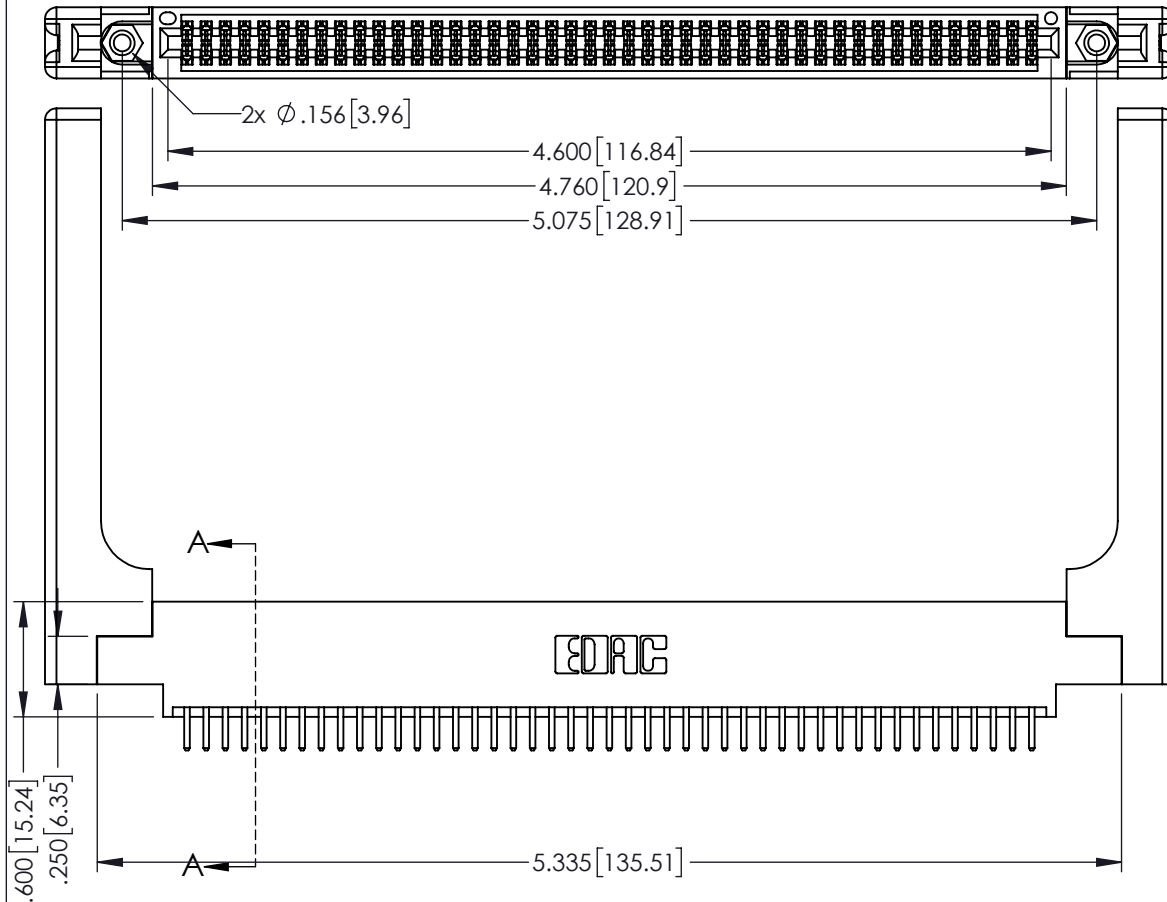 2x ∅ .156[3.96]
4.600[116.84]
4.760[120.9]
5.075[128.91]
A
EDAC
.600[15.24]
.250[6.35]
A
5.335[135.51]